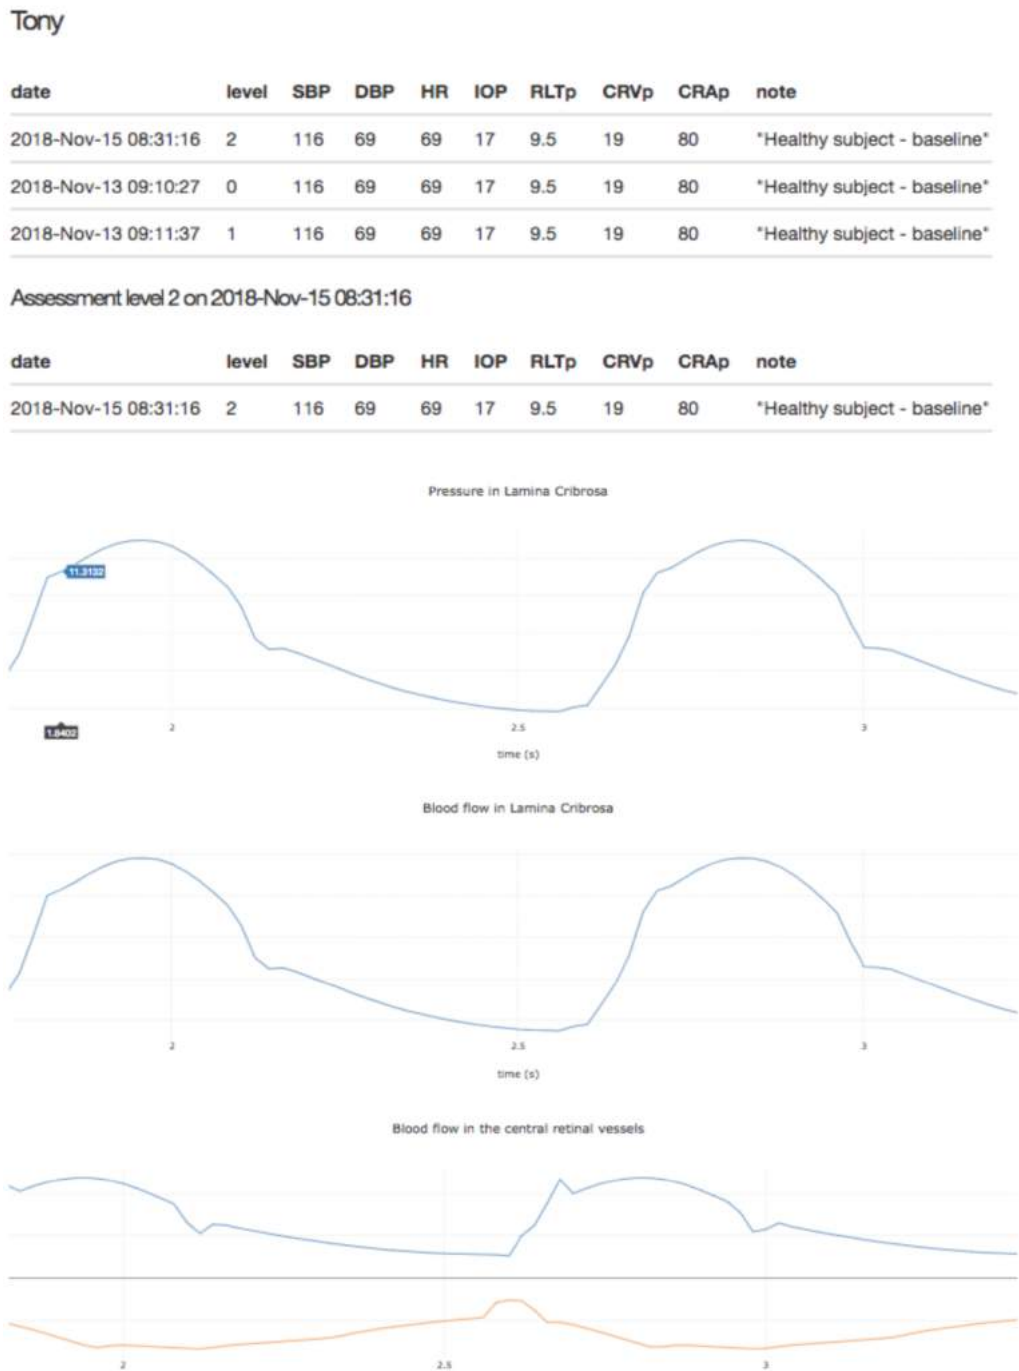 Tony
date level SBP DBP HR IOP RLTp CRVp CRAp note
2018-Nov-15 08:31:16 2 116 69 69 17 9.5 19 80 "Healthy subject - baseline"
2018-Nov-13 09:10:27 0 116 69 69 17 9.5 19 80 "Healthy subject - baseline"
2018-Nov-13 09:11:37 1 116 69 69 17 9.5 19 80 "Healthy subject - baseline"
Assessment level 2 on 2018-Nov-15 08:31:16
date level SBP DBP HR IOP RLTp CRVp CRAp note
2018-Nov-15 08:31:16 2 116 69 69 17 9.5 19 80 "Healthy subject - baseline"
Pressure in Lamina Cribrosa
11.3132
1.8402 2 2.5 3
time (s)
Blood flow in Lamina Cribrosa
2 2.5 3
time (s)
Blood flow in the central retinal vessels
2 2.5 3